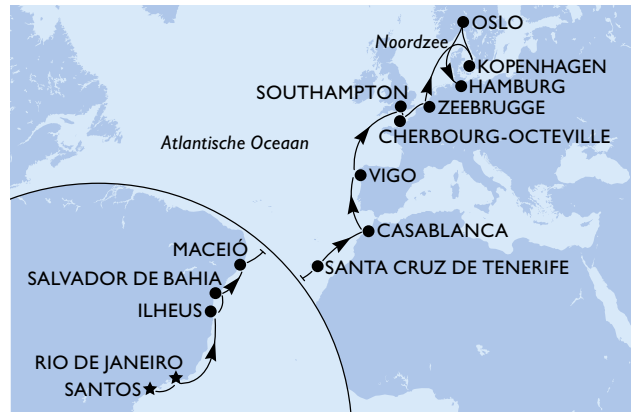 OSLO
Noordzee
KOPENHAGEN
HAMBURG
SOUTHAMPTON
ZEEBRUGGE
CHERBOURG-OCTEVILLE
Atlantische Oceaan
VIGO
CASABLANCA
MACEIÓ
SANTA CRUZ DE TENERIFE
SALVADOR DE BAHIA
ILHEUS
RIO DE JANEIRO
SANTOS